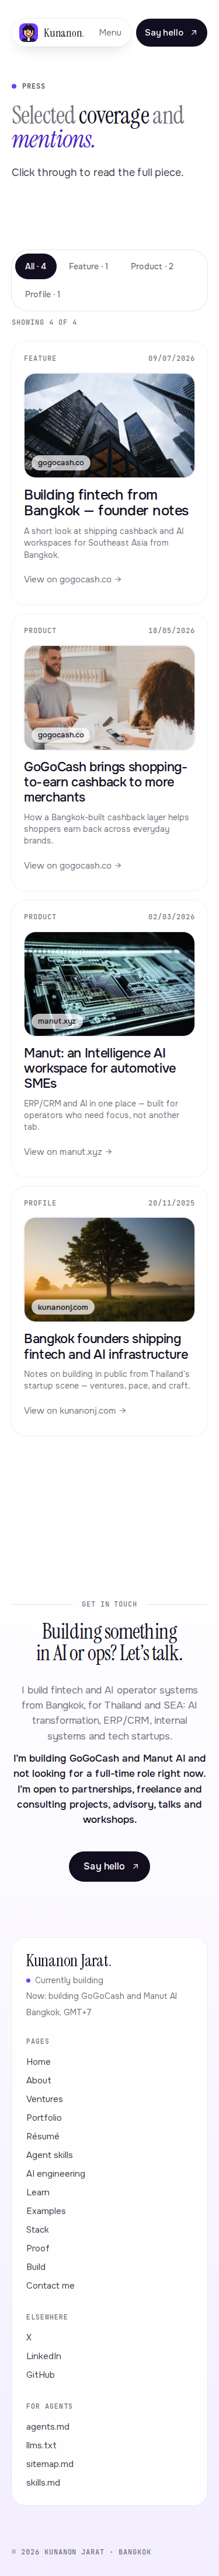 Kunanon.
Menu
Say hello
PRESS
Selected coverage and
mentions.
Click through to read the full piece.
All · 4
Feature · 1
Product · 2
Profile · 1
SHOWING 4 OF 4
FEATURE
09/07/2026
gogocash.co
Building fintech from
Bangkok — founder notes
A short look at shipping cashback and AI
workspaces for Southeast Asia from
Bangkok.
View on gogocash.co →
PRODUCT
18/05/2026
gogocash.co
GoGoCash brings shopping-
to-earn cashback to more
merchants
How a Bangkok-built cashback layer helps
shoppers earn back across everyday
brands.
View on gogocash.co →
PRODUCT
02/03/2026
manut.xyz
Manut: an Intelligence AI
workspace for automotive
SMEs
ERP/CRM and AI in one place — built for
operators who need focus, not another
tab.
View on manut.xyz →
PROFILE
20/11/2025
kunanonj.com
Bangkok founders shipping
fintech and AI infrastructure
Notes on building in public from Thailand's
startup scene — ventures, pace, and craft.
View on kunanonj.com →
GET IN TOUCH
Building something
in AI or ops? Let's talk.
I build fintech and AI operator systems
from Bangkok, for Thailand and SEA: AI
transformation, ERP/CRM, internal
systems and tech startups.
I'm building GoGoCash and Manut AI and
not looking for a full-time role right now.
I'm open to partnerships, freelance and
consulting projects, advisory, talks and
workshops.
Say hello
Kunanon Jarat.
Currently building
Now: building GoGoCash and Manut AI
Bangkok, GMT+7
PAGES
Home
About
Ventures
Portfolio
Résumé
Agent skills
AI engineering
Learn
Examples
Stack
Proof
Build
Contact me
ELSEWHERE
X
LinkedIn
GitHub
FOR AGENTS
agents.md
llms.txt
sitemap.md
skills.md
© 2026 KUNANON JARAT · BANGKOK